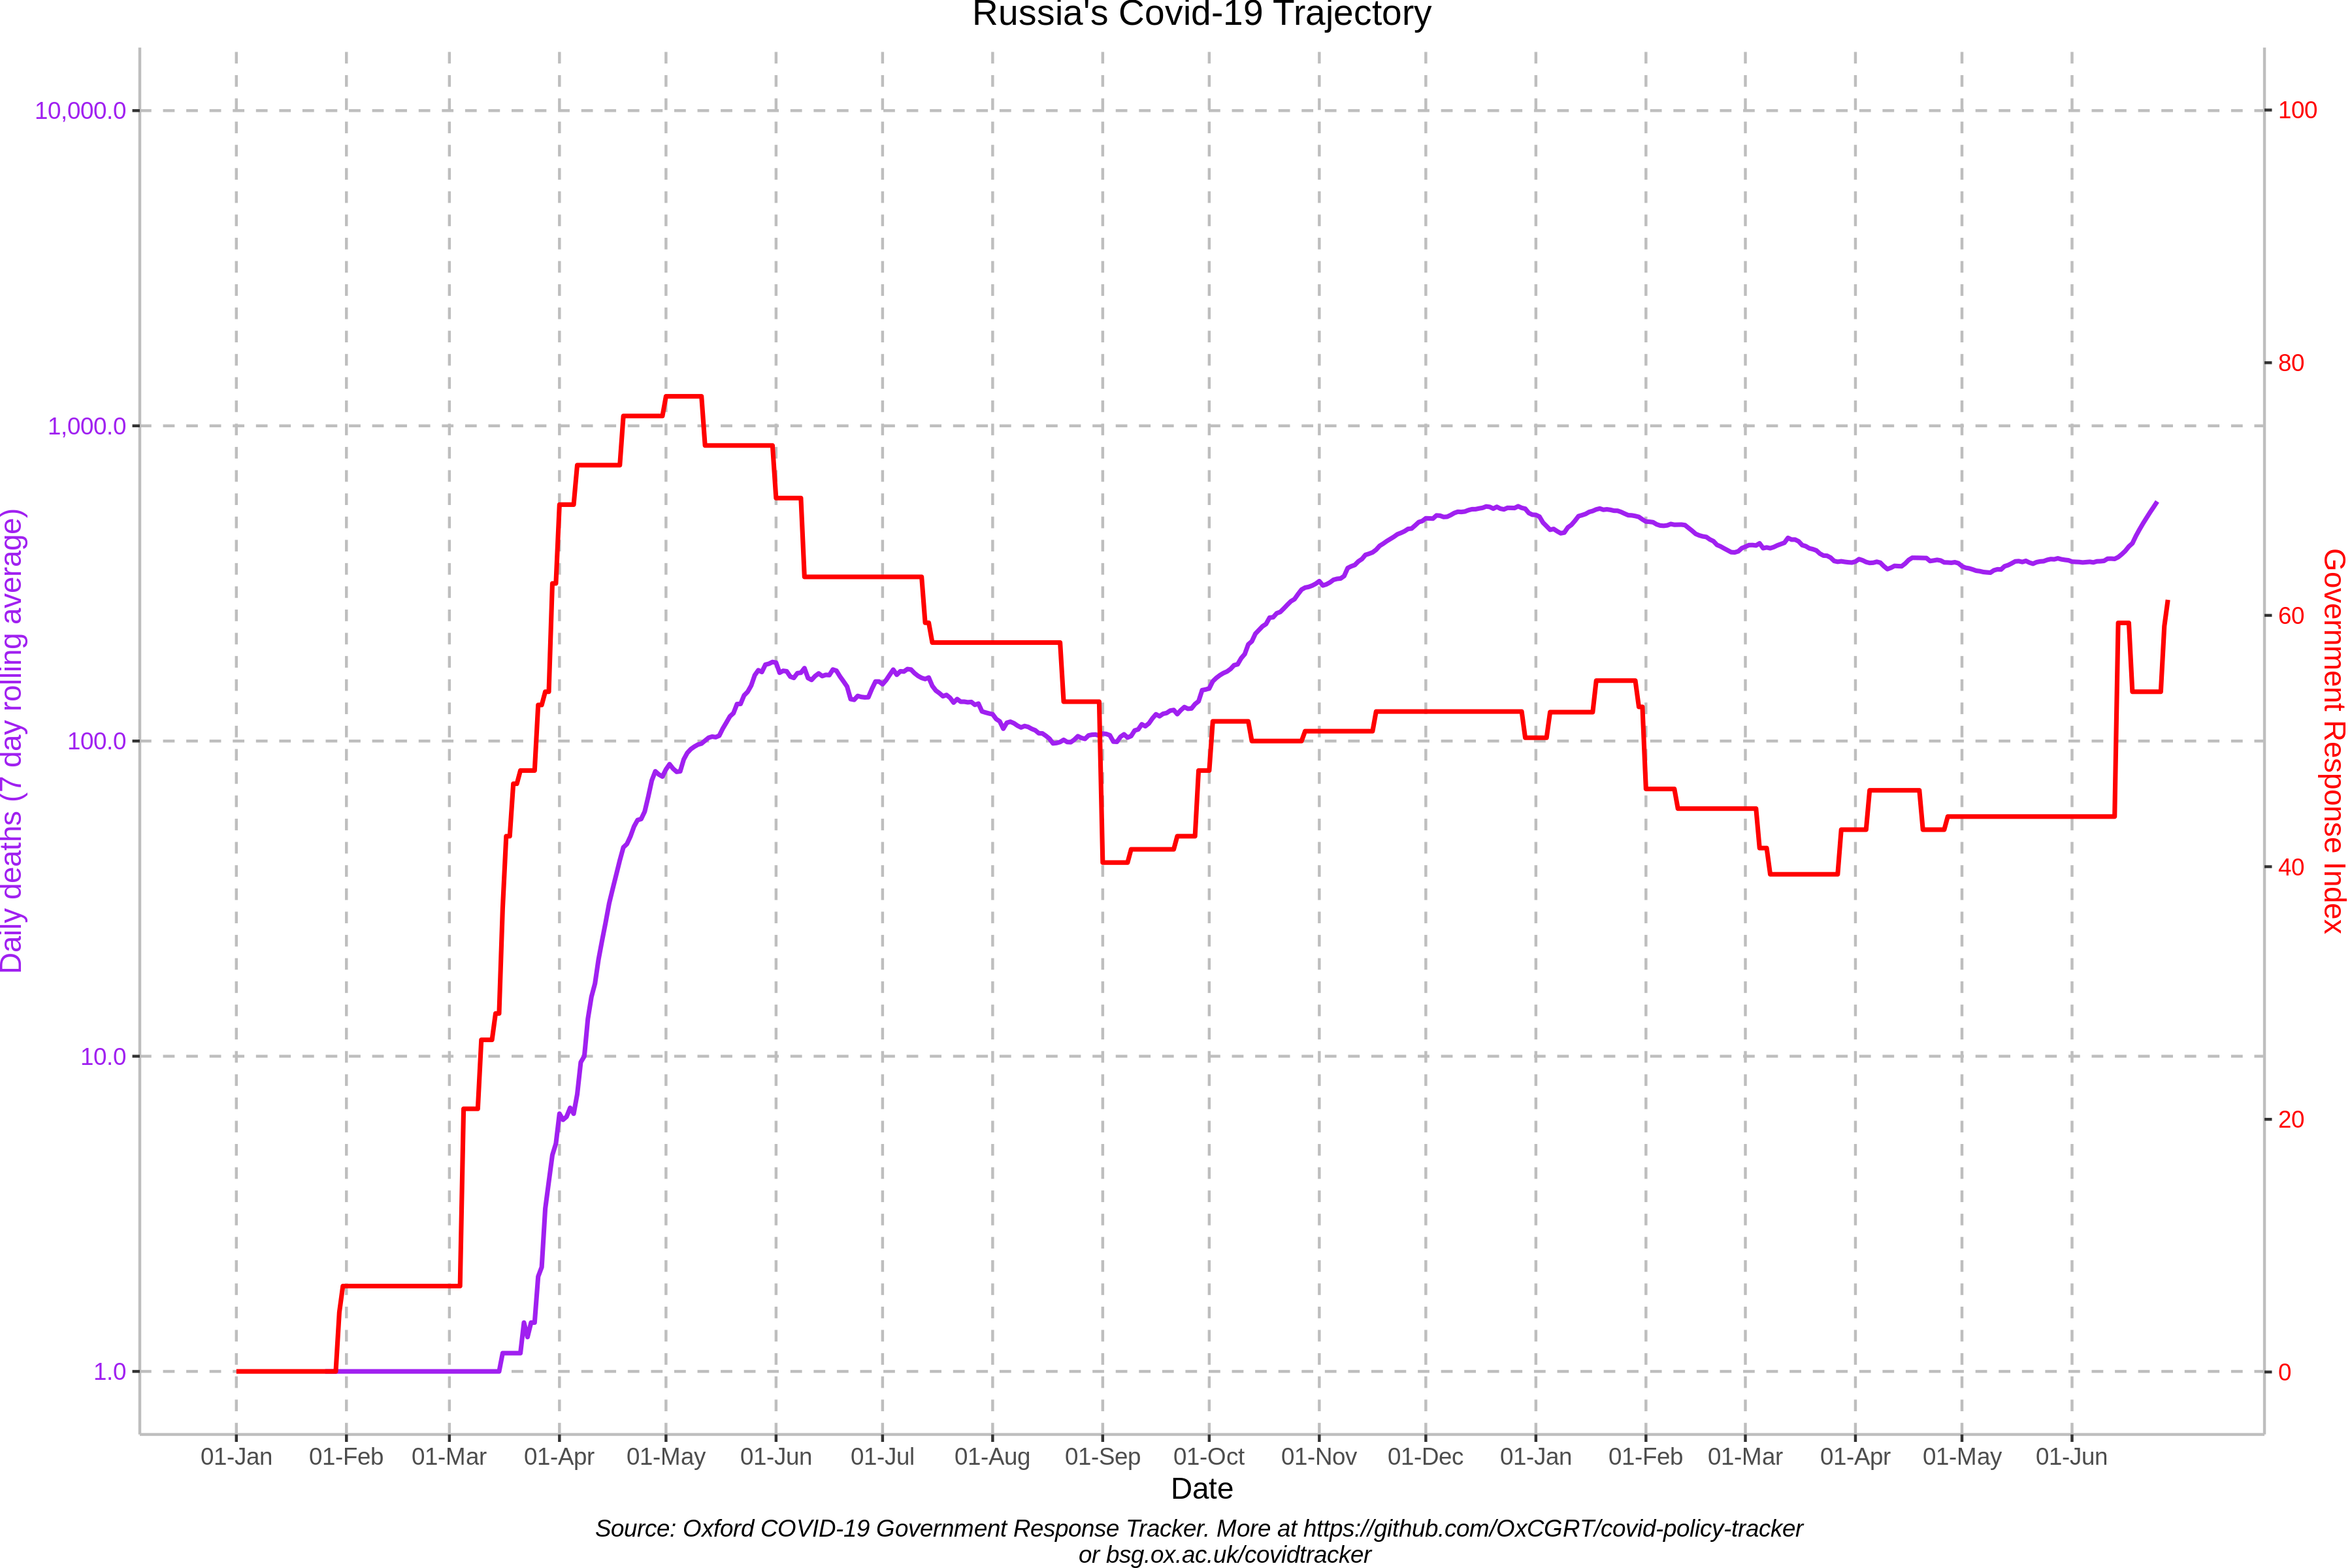 Russia's Covid-19 Trajectory
10,000.0
1,000.0
100.0
10.0
1.0
Daily deaths (7 day rolling average)
100
80
60
40
20
0
Government Response Index
01-Jan 01-Feb 01-Mar 01-Apr 01-May 01-Jun 01-Jul 01-Aug 01-Sep 01-Oct 01-Nov 01-Dec 01-Jan 01-Feb 01-Mar 01-Apr 01-May 01-Jun
Date
Source: Oxford COVID-19 Government Response Tracker. More at https://github.com/OxCGRT/covid-policy-tracker
or bsg.ox.ac.uk/covidtracker